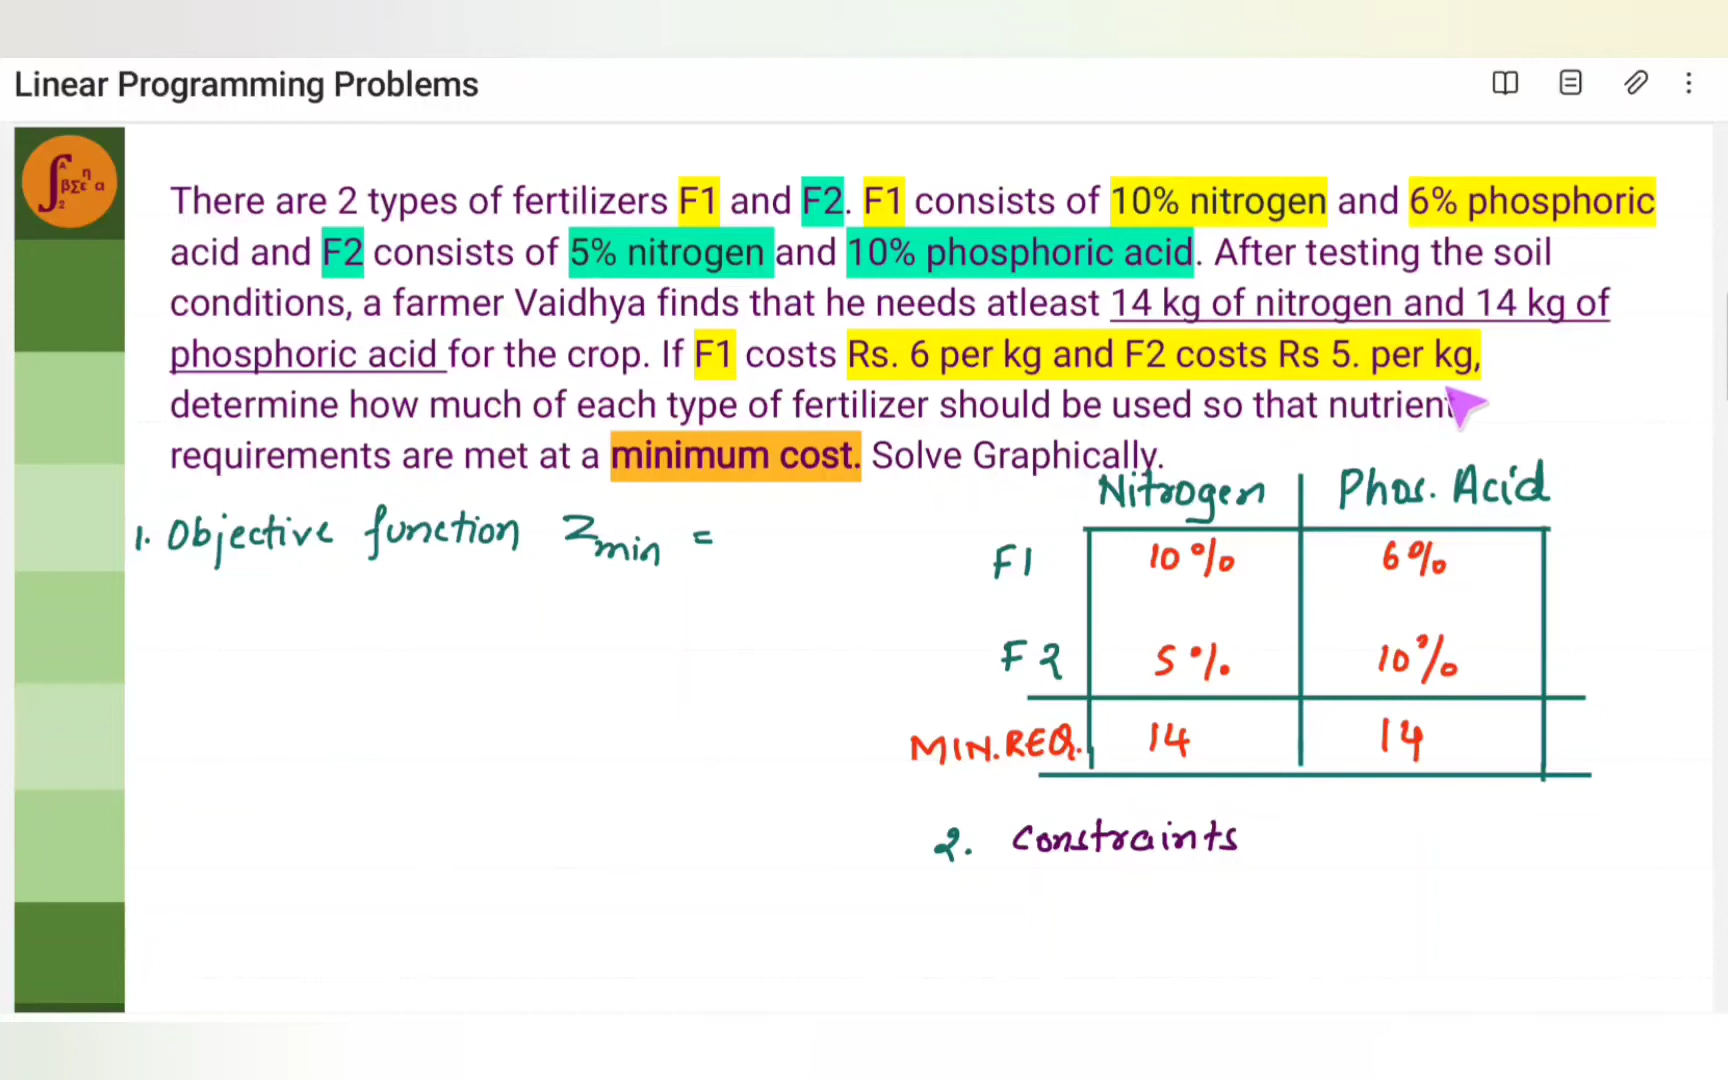 Linear Programming Problems
There are 2 types of fertilizers F1 and F2. F1 consists of 10% nitrogen and 6% phosphoric
acid and F2 consists of 5% nitrogen and 10% phosphoric acid. After testing the soil
conditions, a farmer Vaidhya finds that he needs atleast 14 kg of nitrogen and 14 kg of
phosphoric acid for the crop. If F1 costs Rs. 6 per kg and F2 costs Rs 5. per kg,
determine how much of each type of fertilizer should be used so that nutrient
requirements are met at a minimum cost. Solve Graphically.
1. Objective function Zmin =
Nitrogen Phos. Acid
F1 10% 6%
F2 5% 10%
MIN.REQ. 14 14
2. Constraints